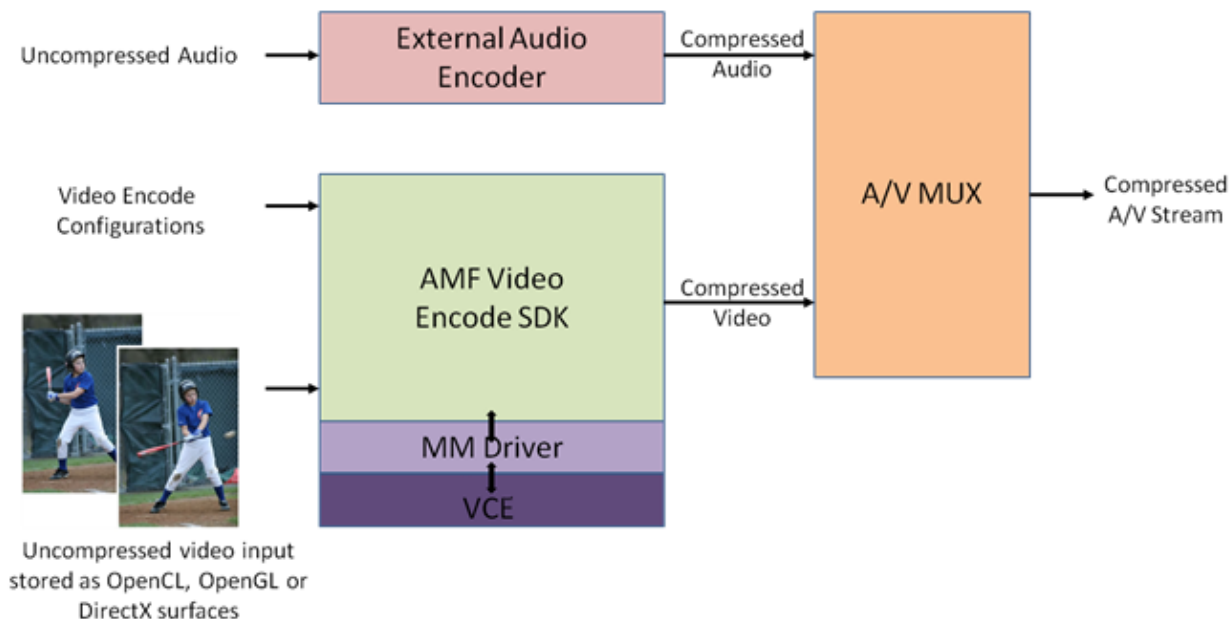 Uncompressed Audio
External Audio
Encoder
Compressed
Audio
Video Encode
Configurations
AMF Video
Encode SDK
Compressed
Video
A/V MUX
Compressed
A/V Stream
MM Driver
VCE
Uncompressed video input
stored as OpenCL, OpenGL or
DirectX surfaces